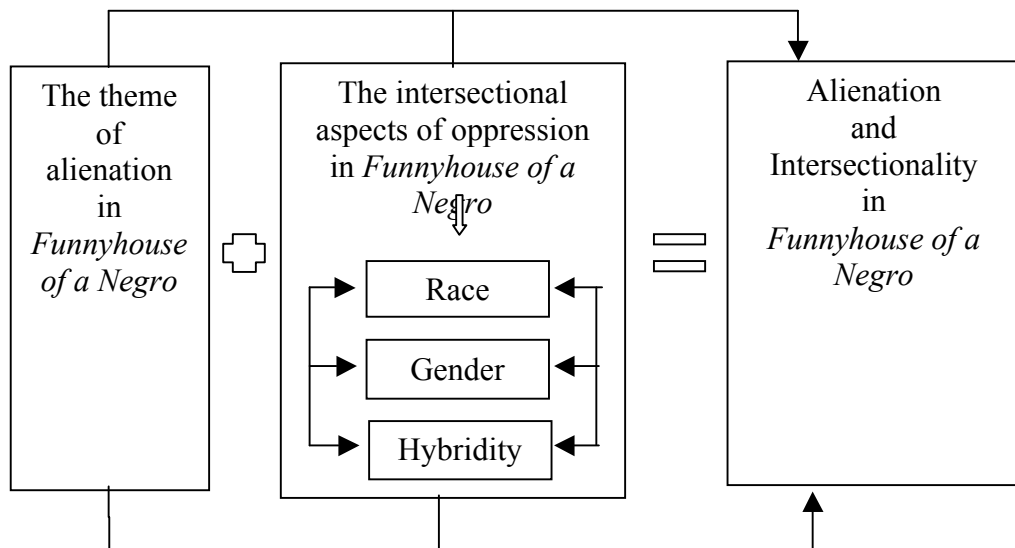 The theme
of
alienation
in
Funnyhouse
of a Negro
The intersectional
aspects of oppression
in Funnyhouse of a
Negro
Race
Gender
Hybridity
Alienation
and
Intersectionality
in
Funnyhouse of a
Negro